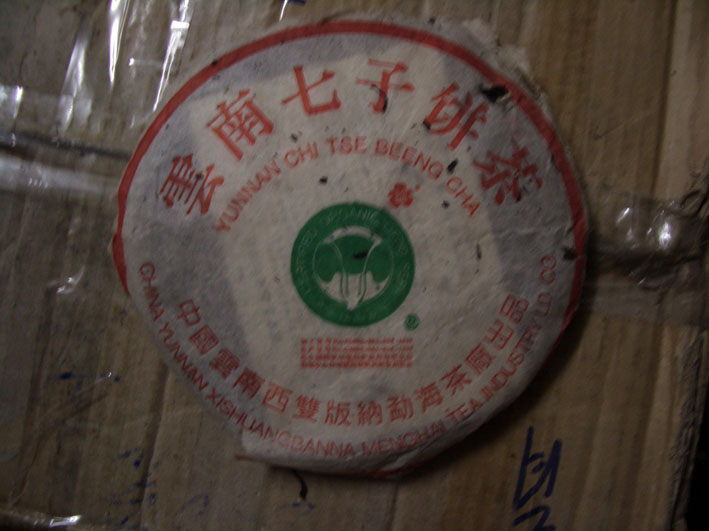 雲南七子餅茶
YUNNAN CHI TSE BEENG CHA
中國雲南西雙版納勐海茶廠出品
CHINA YUNNAN XISHUANGBANNA MENGHAI TEA INDUSTRY LD. CO